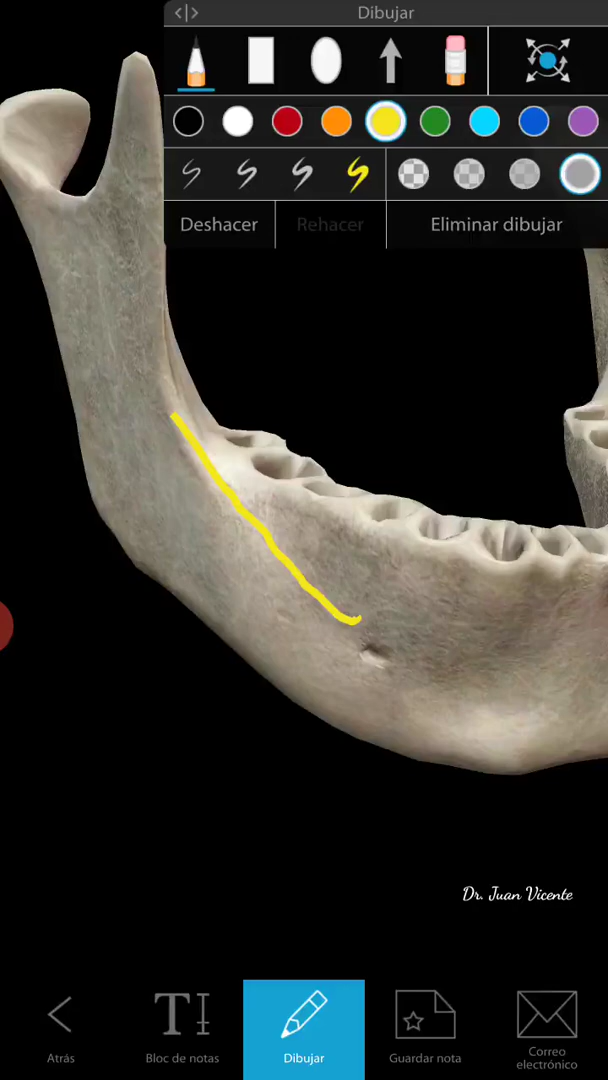 Dibujar
Deshacer
Rehacer
Eliminar dibujar
Dr. Juan Vicente
Atrás
Bloc de notas
Dibujar
Guardar nota
Correo
electrónico